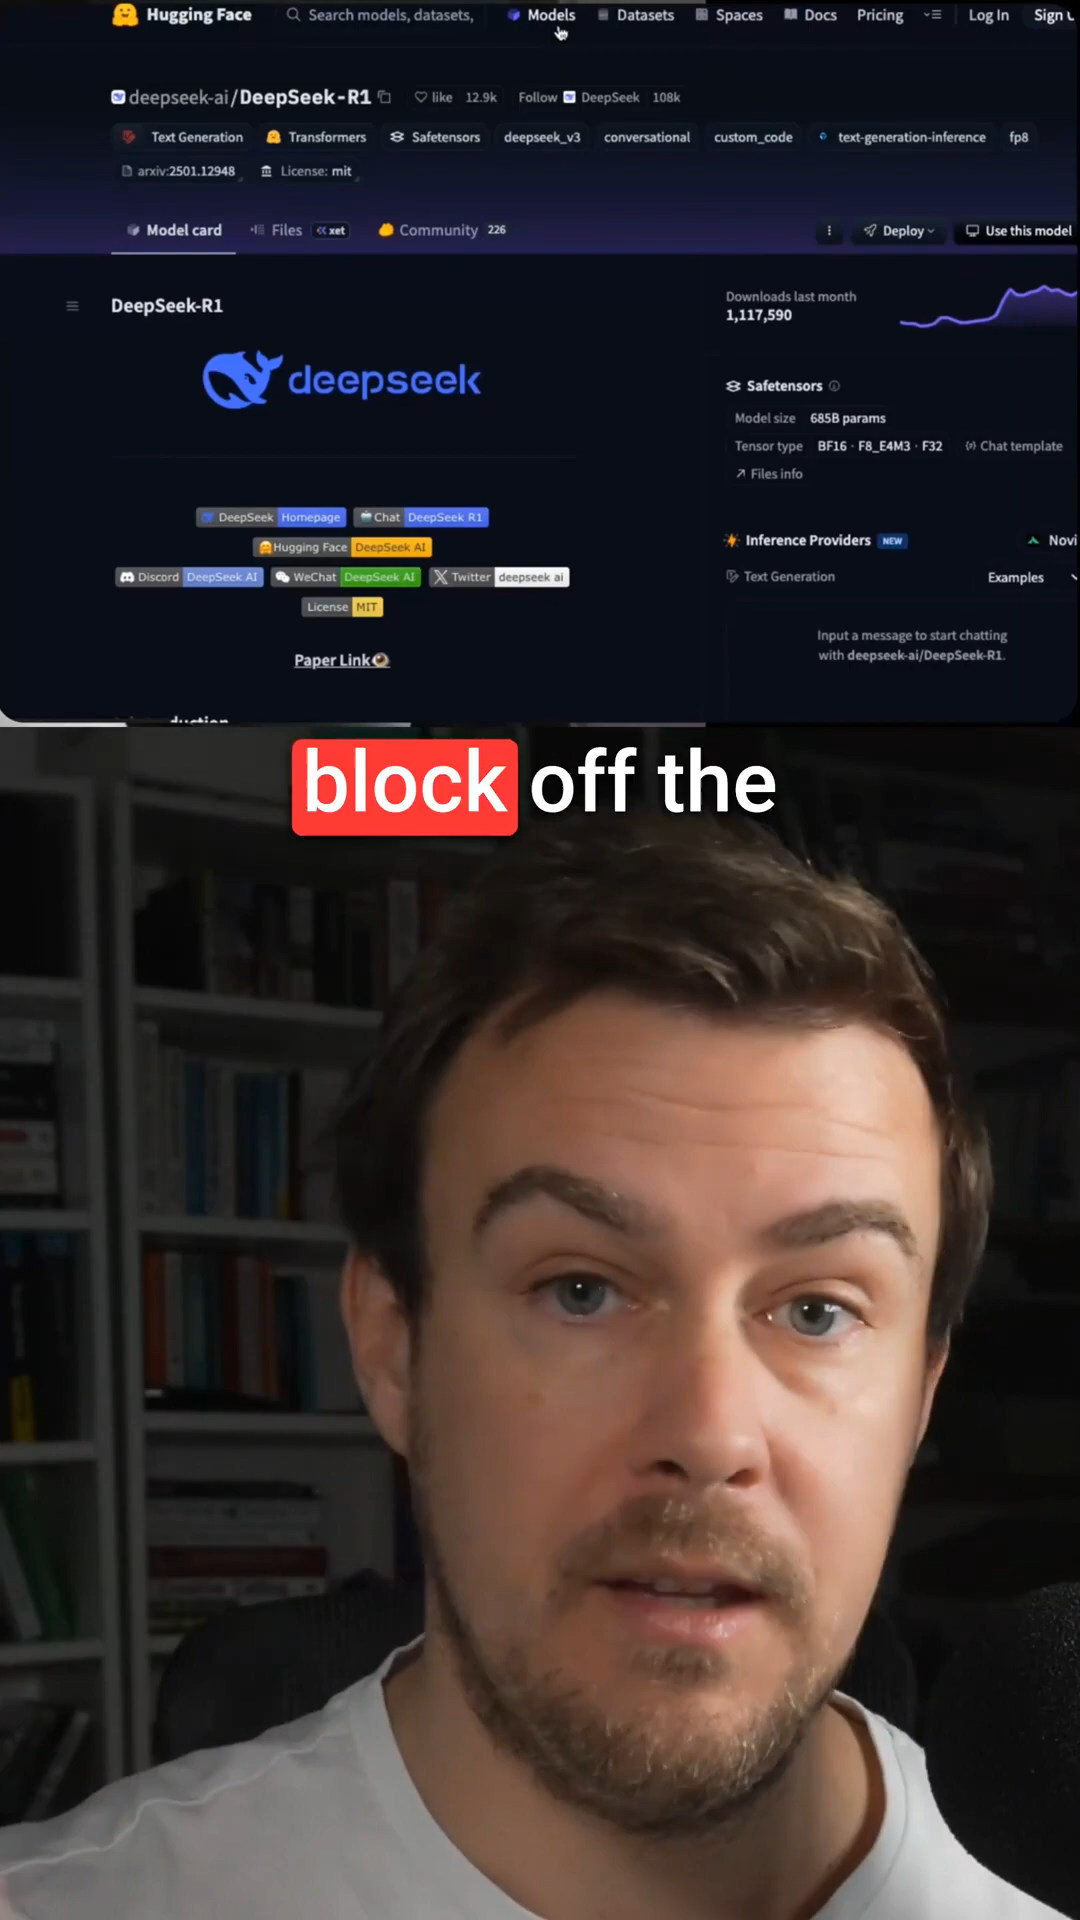 Hugging Face Search models, datasets, Models Datasets Spaces Docs Pricing Log In Sign
deepseek-ai/DeepSeek-R1 like 12.9k Follow DeepSeek 108k
Text Generation Transformers Safetensors deepseek_v3 conversational custom_code text-generation-inference fp8
arxiv:2501.12948 License: mit
Model card Files xet Community 226 Deploy Use this model
DeepSeek-R1
deepseek
DeepSeek Homepage Chat DeepSeek R1
Hugging Face DeepSeek AI
Discord DeepSeek AI WeChat DeepSeek AI Twitter deepseek ai
License MIT
Paper Link
duction
Downloads last month
1,117,590
Safetensors
Model size 685B params
Tensor type BF16 · F8_E4M3 · F32 Chat template
Files info
Inference Providers NEW Novi
Text Generation Examples
Input a message to start chatting
with deepseek-ai/DeepSeek-R1.
block off the